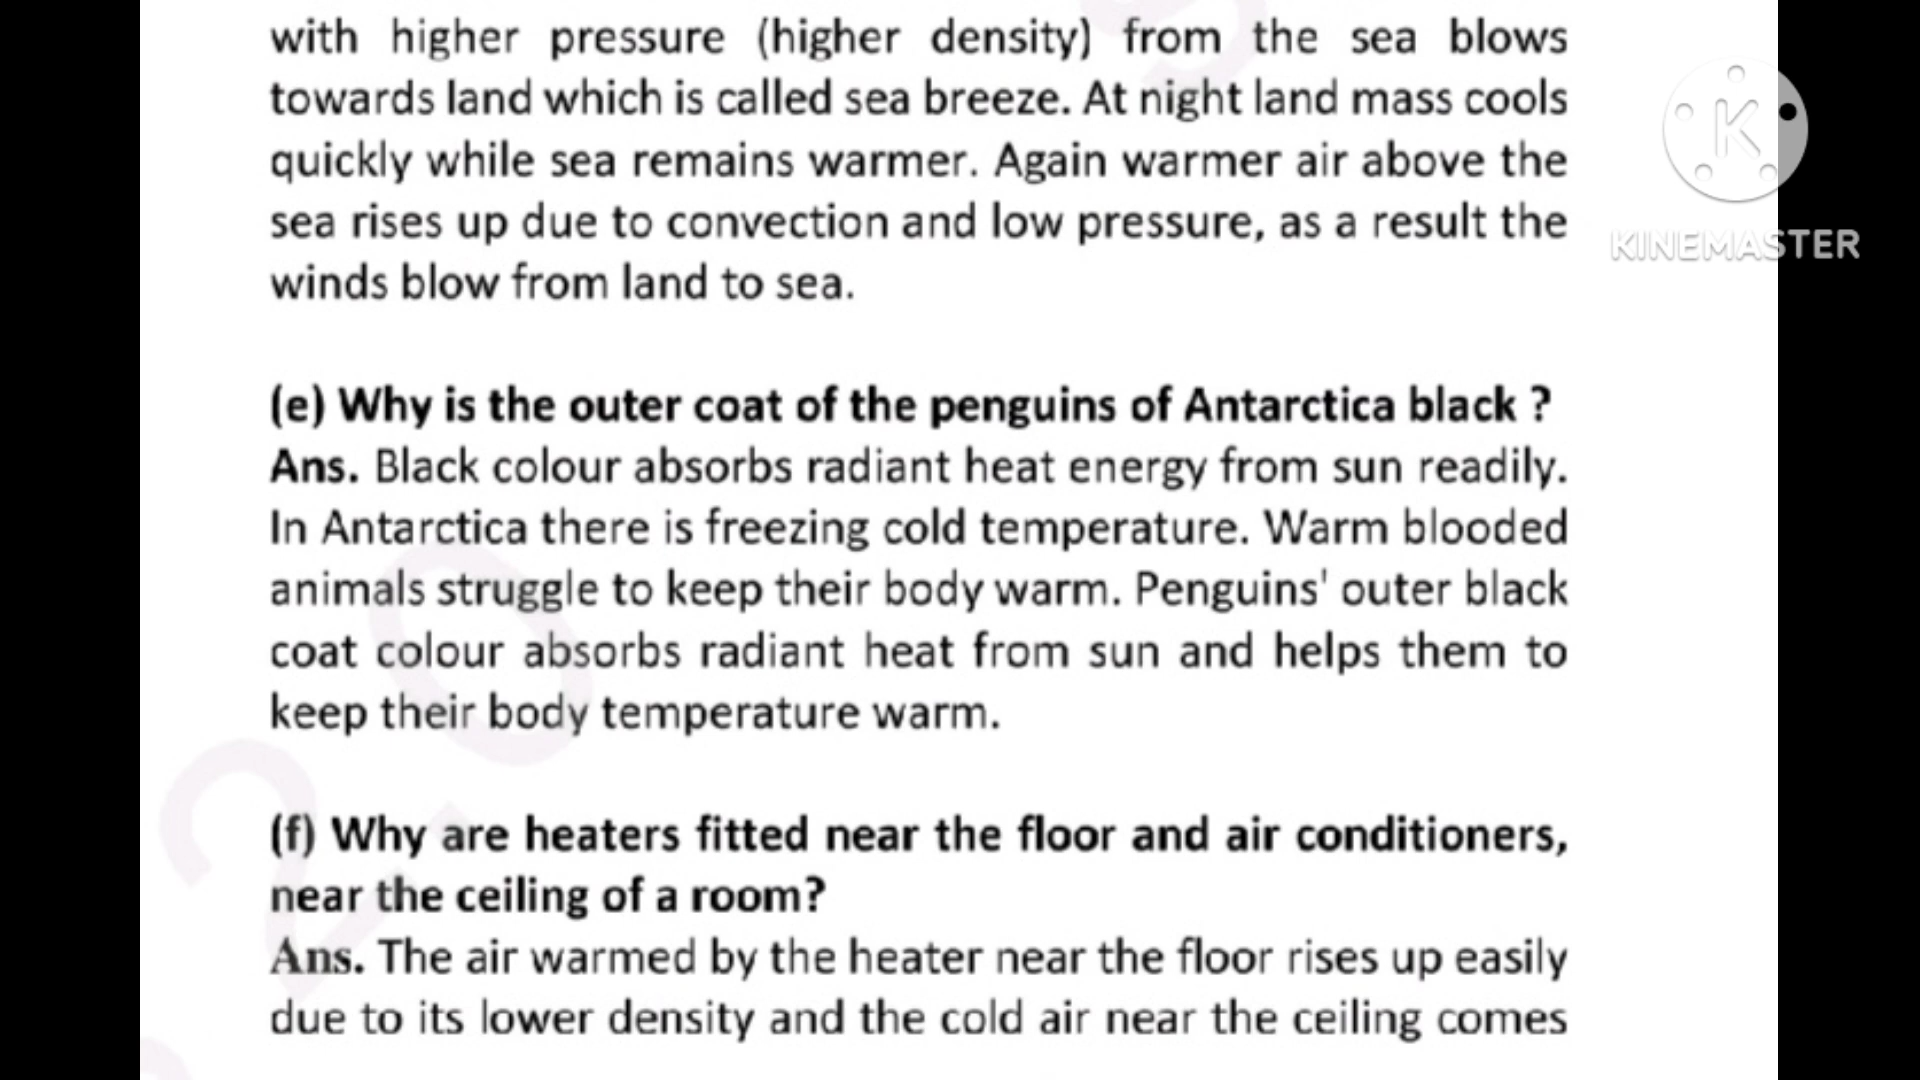 with higher pressure (higher density) from the sea blows
towards land which is called sea breeze. At night land mass cools
quickly while sea remains warmer. Again warmer air above the
sea rises up due to convection and low pressure, as a result the
winds blow from land to sea.
(e) Why is the outer coat of the penguins of Antarctica black ?
Ans. Black colour absorbs radiant heat energy from sun readily.
In Antarctica there is freezing cold temperature. Warm blooded
animals struggle to keep their body warm. Penguins' outer black
coat colour absorbs radiant heat from sun and helps them to
keep their body temperature warm.
(f) Why are heaters fitted near the floor and air conditioners,
near the ceiling of a room?
Ans. The air warmed by the heater near the floor rises up easily
due to its lower density and the cold air near the ceiling comes
K
KINEMASTER